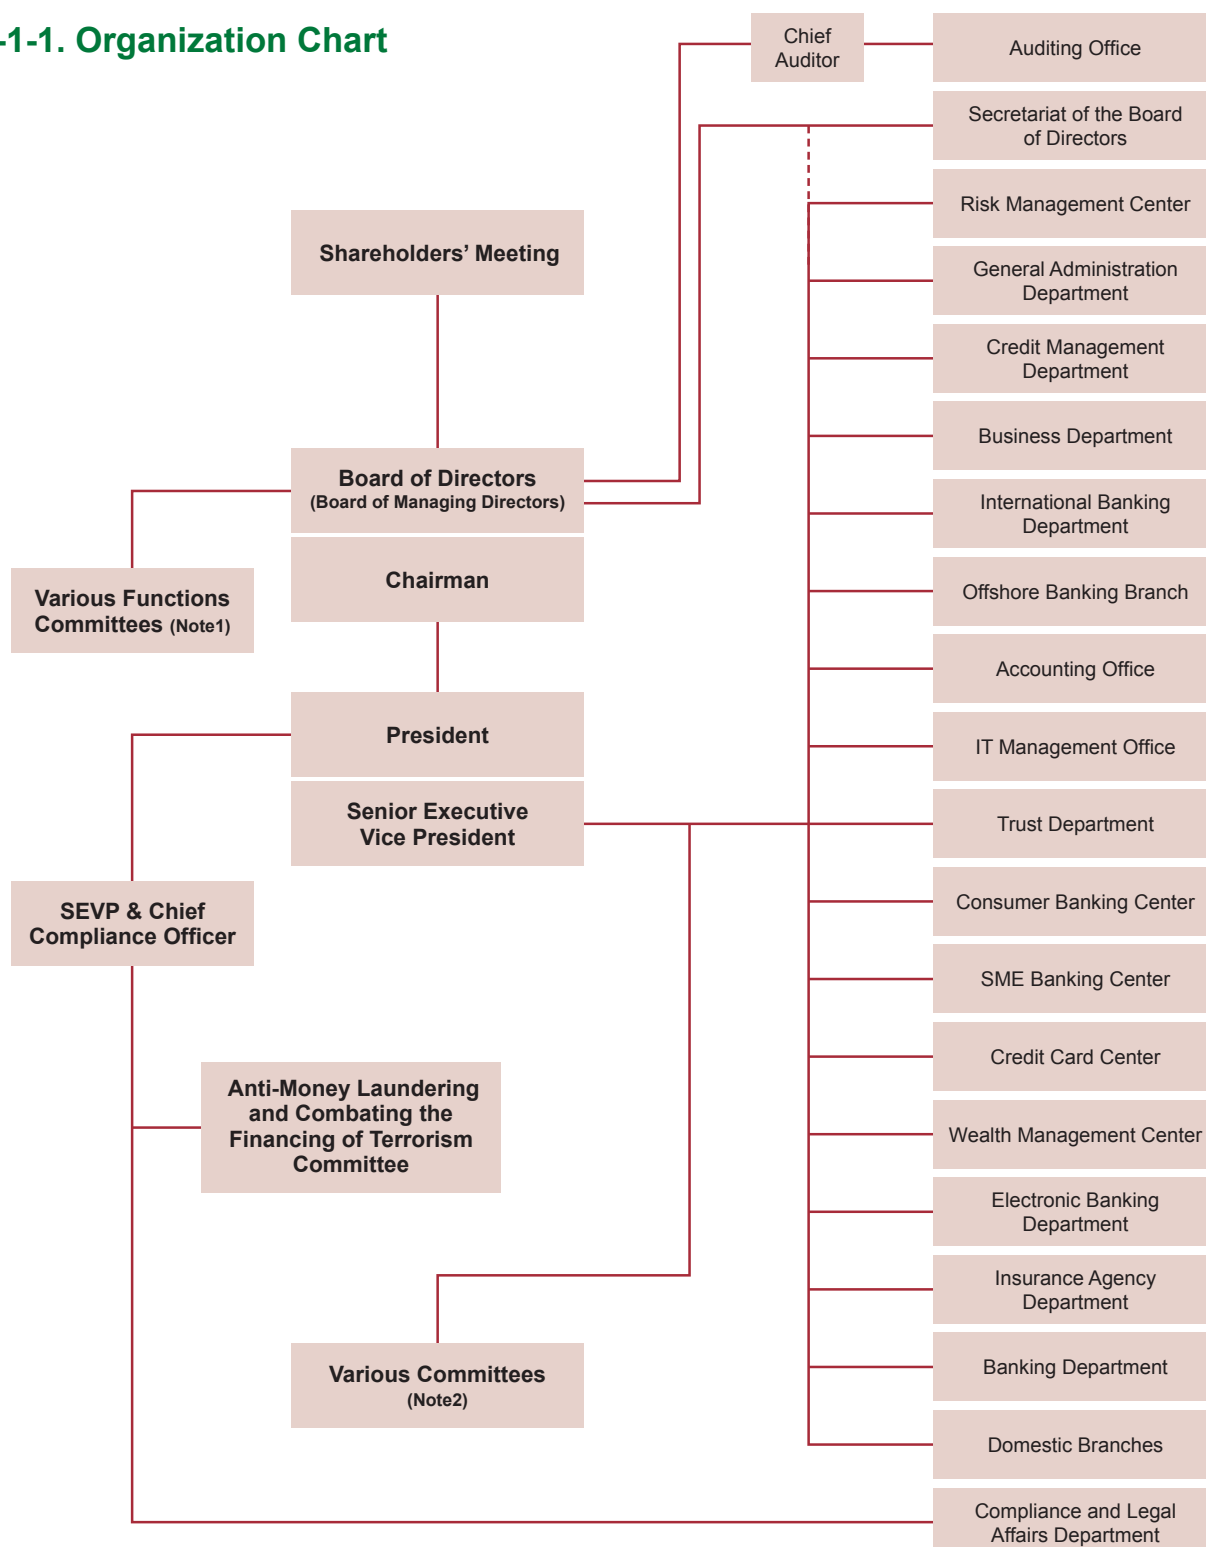 -1-1. Organization Chart
Chief
Auditor
Auditing Office
Secretariat of the Board
of Directors
Risk Management Center
Shareholders’ Meeting
General Administration
Department
Credit Management
Department
Business Department
Board of Directors
(Board of Managing Directors)
International Banking
Department
Chairman
Various Functions
Committees (Note1)
Offshore Banking Branch
Accounting Office
President
IT Management Office
Senior Executive
Vice President
Trust Department
SEVP & Chief
Compliance Officer
Consumer Banking Center
SME Banking Center
Credit Card Center
Anti-Money Laundering
and Combating the
Financing of Terrorism
Committee
Wealth Management Center
Electronic Banking
Department
Insurance Agency
Department
Various Committees
(Note2)
Banking Department
Domestic Branches
Compliance and Legal
Affairs Department